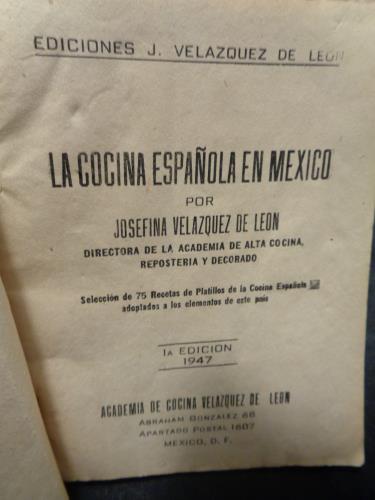 EDICIONES J. VELAZQUEZ DE LEON
LA COCINA ESPAÑOLA EN MEXICO
POR
JOSEFINA VELAZQUEZ DE LEON
DIRECTORA DE LA ACADEMIA DE ALTA COCINA,
REPOSTERIA Y DECORADO
Selección de 75 Recetas de Platillos de la Cocina Española
adoptados a los elementos de este país
1A EDICION
1947
ACADEMIA DE COCINA VELAZQUEZ DE LEON
ABRAHAM GONZALEZ 68
APARTADO POSTAL 1607
MEXICO, D. F.